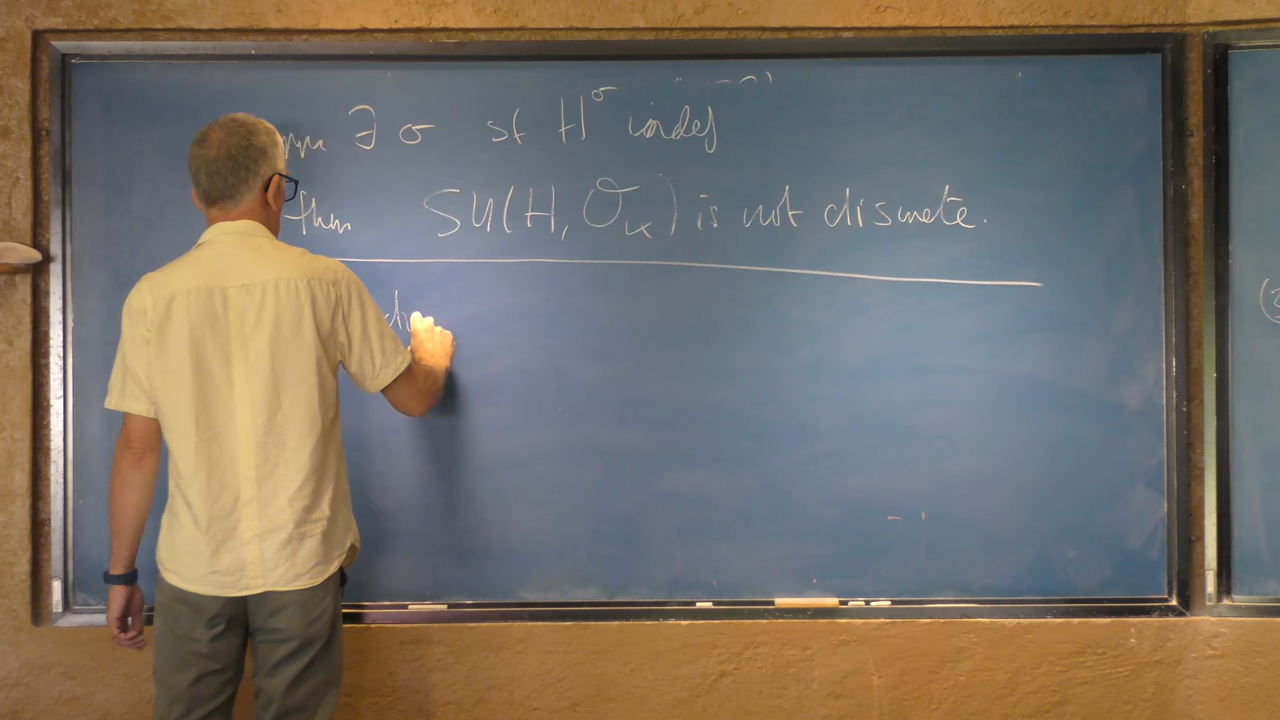 ∃ σ st H^σ indef
then SU(H, O_K) is not discrete.